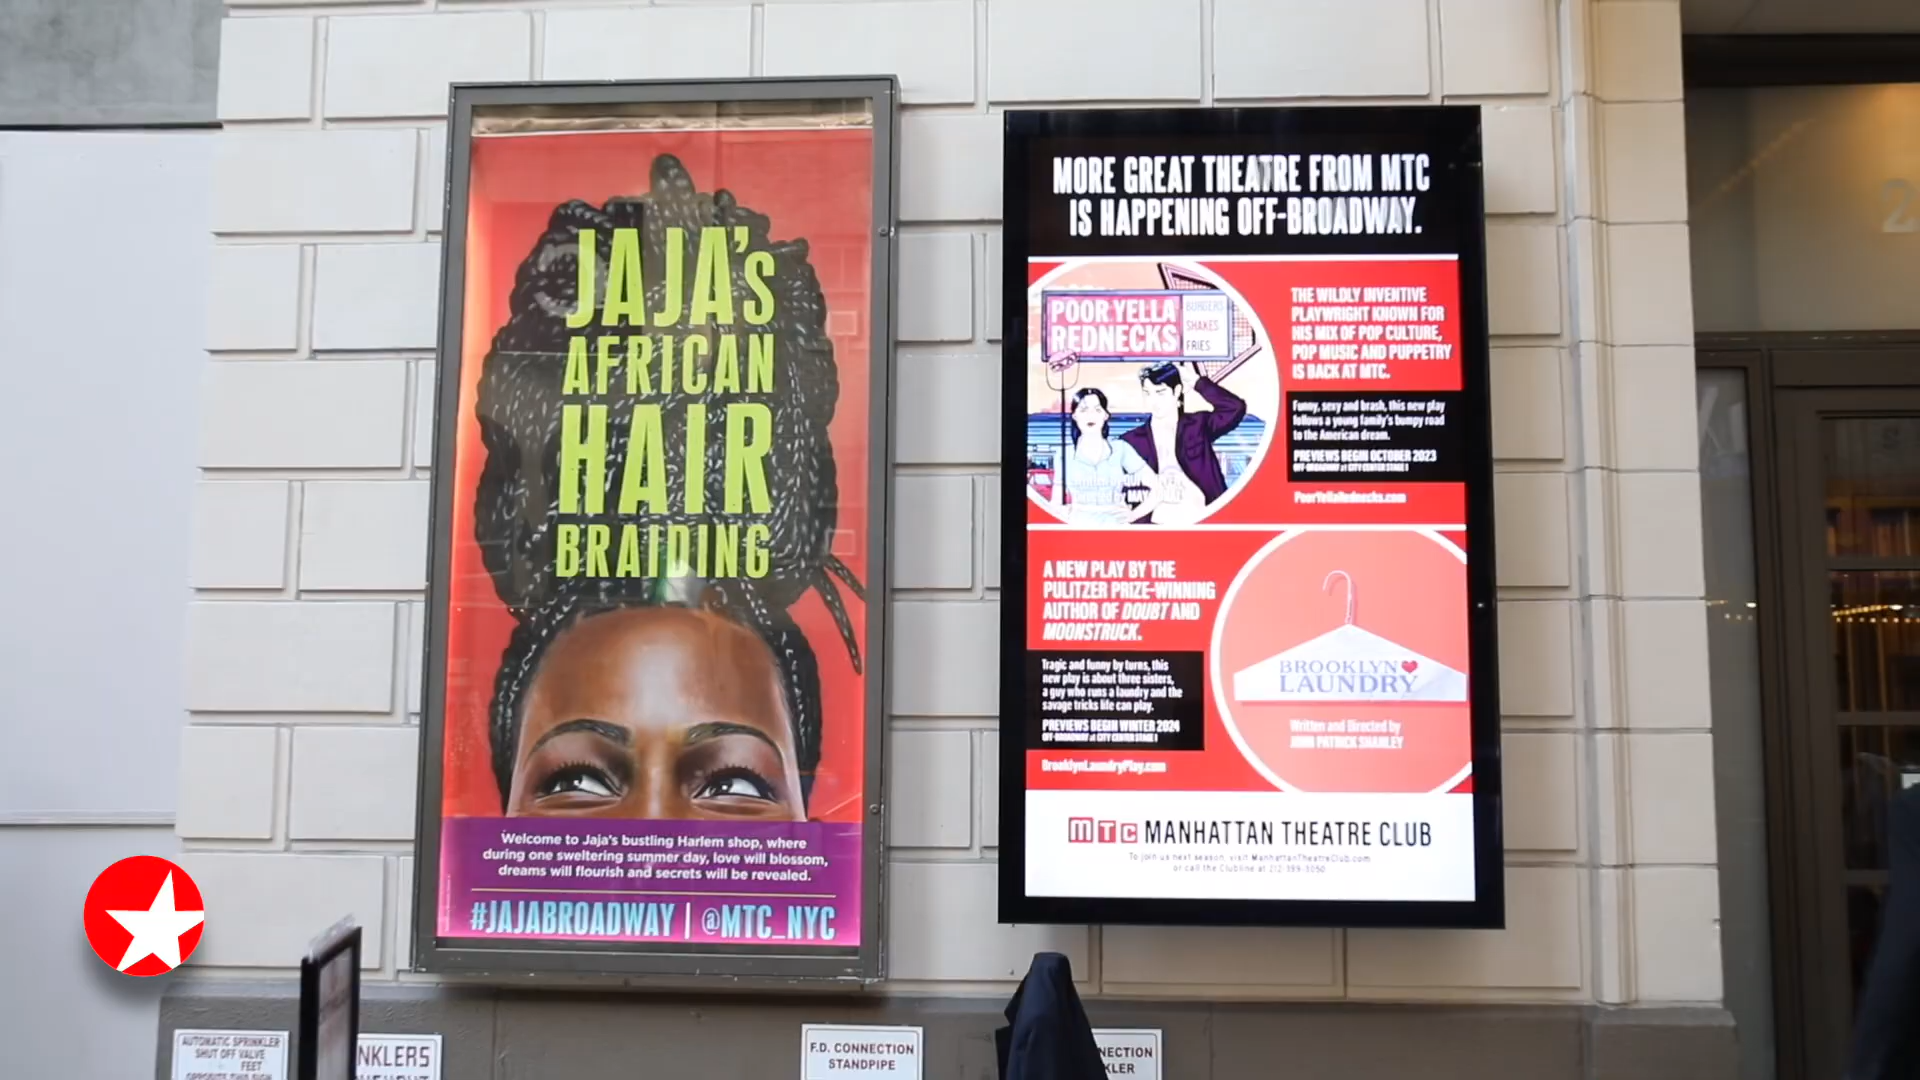 JAJA's
AFRICAN
HAIR
BRAIDING
Welcome to Jaja's bustling Harlem shop, where
during one sweltering summer day, love will blossom,
dreams will flourish and secrets will be revealed.
#JAJABROADWAY | @MTC_NYC
MORE GREAT THEATRE FROM MTC
IS HAPPENING OFF-BROADWAY.
POOR YELLA
REDNECKS
BURGERS
SHAKES
FRIES
THE WILDLY INVENTIVE
PLAYWRIGHT KNOWN FOR
HIS MIX OF POP CULTURE,
POP MUSIC AND PUPPETRY
IS BACK AT MTC.
Funny, sexy and brash, this new play
follows a young family's bumpy road
to the American dream.
PREVIEWS BEGIN OCTOBER 2023
OFF-BROADWAY at CITY CENTER STAGE I
PoorYellaRednecks.com
A NEW PLAY BY THE
PULITZER PRIZE-WINNING
AUTHOR OF DOUBT AND
MOONSTRUCK.
Tragic and funny by turns, this
new play is about three sisters,
a guy who runs a laundry and the
savage tricks life can play.
PREVIEWS BEGIN WINTER 2024
OFF-BROADWAY at CITY CENTER STAGE I
BrooklynLaundryPlay.com
BROOKLYN
LAUNDRY
Written and Directed by
JOHN PATRICK SHANLEY
MTC MANHATTAN THEATRE CLUB
To join us next season, visit ManhattanTheatreClub.com
or call the Clubline at 212-399-3050
AUTOMATIC SPRINKLER
SHUT OFF VALVE
FEET
OPPOSITE THIS SIGN
NKLERS
F.D. CONNECTION
STANDPIPE
NECTION
KLER